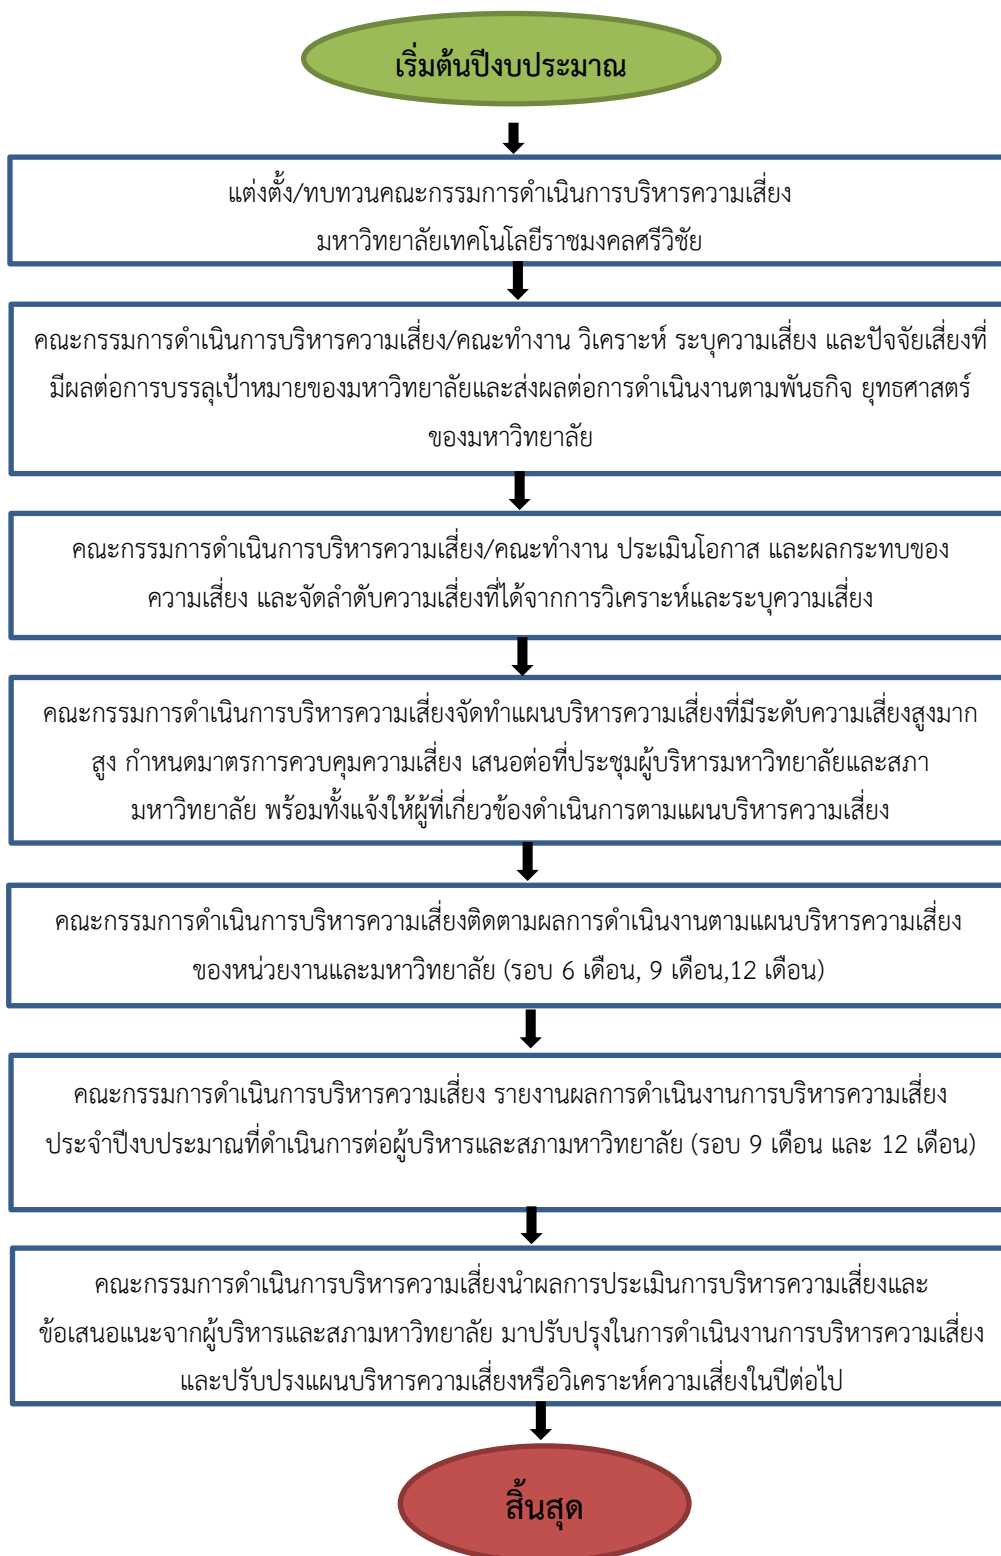 เริ่มต้นปีงบประมาณ
แต่งตั้ง/ทบทวนคณะกรรมการดำเนินการบริหารความเสี่ยง
มหาวิทยาลัยเทคโนโลยีราชมงคลศรีวิชัย
คณะกรรมการดำเนินการบริหารความเสี่ยง/คณะทำงาน วิเคราะห์ ระบุความเสี่ยง และปัจจัยเสี่ยงที่
มีผลต่อการบรรลุเป้าหมายของมหาวิทยาลัยและส่งผลต่อการดำเนินงานตามพันธกิจ ยุทธศาสตร์
ของมหาวิทยาลัย
คณะกรรมการดำเนินการบริหารความเสี่ยง/คณะทำงาน ประเมินโอกาส และผลกระทบของ
ความเสี่ยง และจัดลำดับความเสี่ยงที่ได้จากการวิเคราะห์และระบุความเสี่ยง
คณะกรรมการดำเนินการบริหารความเสี่ยงจัดทำแผนบริหารความเสี่ยงที่มีระดับความเสี่ยงสูงมาก
สูง กำหนดมาตรการควบคุมความเสี่ยง เสนอต่อที่ประชุมผู้บริหารมหาวิทยาลัยและสภา
มหาวิทยาลัย พร้อมทั้งแจ้งให้ผู้ที่เกี่ยวข้องดำเนินการตามแผนบริหารความเสี่ยง
คณะกรรมการดำเนินการบริหารความเสี่ยงติดตามผลการดำเนินงานตามแผนบริหารความเสี่ยง
ของหน่วยงานและมหาวิทยาลัย (รอบ 6 เดือน, 9 เดือน,12 เดือน)
คณะกรรมการดำเนินการบริหารความเสี่ยง รายงานผลการดำเนินงานการบริหารความเสี่ยง
ประจำปีงบประมาณที่ดำเนินการต่อผู้บริหารและสภามหาวิทยาลัย (รอบ 9 เดือน และ 12 เดือน)
คณะกรรมการดำเนินการบริหารความเสี่ยงนำผลการประเมินการบริหารความเสี่ยงและ
ข้อเสนอแนะจากผู้บริหารและสภามหาวิทยาลัย มาปรับปรุงในการดำเนินงานการบริหารความเสี่ยง
และปรับปรงแผนบริหารความเสี่ยงหรือวิเคราะห์ความเสี่ยงในปีต่อไป
สิ้นสุด